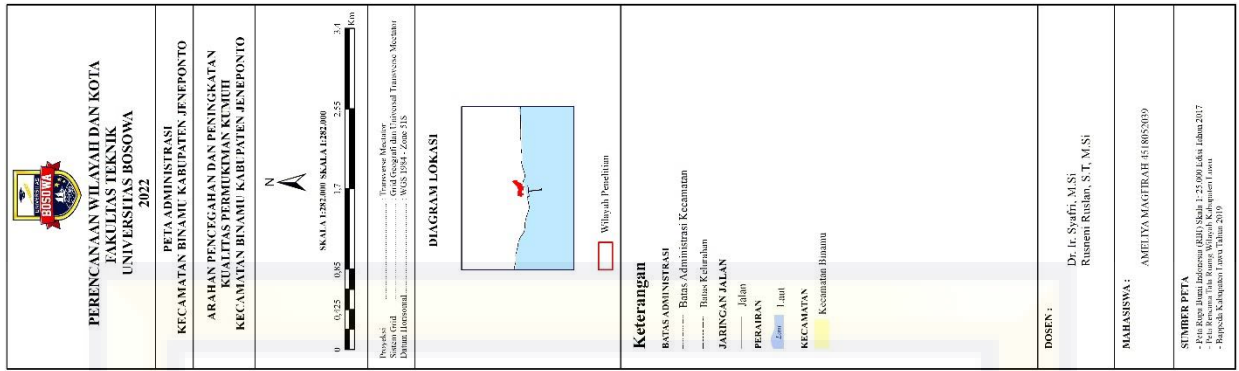 BOSOWA
PERENCANAAN WILAYAH DAN KOTA
FAKULTAS TEKNIK
UNIVERSITAS BOSOWA
2022
PETA ADMINISTRASI
KECAMATAN BINAMU KABUPATEN JENEPONTO
ARAHAN PENCEGAHAN DAN PENINGKATAN
KUALITAS PERMUKIMAN KUMUH
KECAMATAN BINAMU KABUPATEN JENEPONTO
N
SKALA 1:282.000 SKALA 1:282.000
0 0,425 0,85 1,7 2,55 3,4
Km
Proyeksi ........ Transverse Mectator
Sistem Grid ........ Grid Geografi dan Universal Transverse Mectator
Datum Horisontal ........ WGS 1984 - Zone 51S
DIAGRAM LOKASI
Wilayah Penelitian
Keterangan
BATAS ADMINISTRASI
Batas Administrasi Kecamatan
Batas Kelurahan
JARINGAN JALAN
Jalan
PERAIRAN
Laut Laut
KECAMATAN
Kecamatan Binamu
DOSEN :
Dr. Ir. Syafri, M.Si
Rusneni Ruslan, S.T, M.Si
MAHASISWA :
AMELIYA MAGFIRAH 4518052039
SUMBER PETA
- Peta Rupa Bumi Indonesia (RBI) Skala 1: 25.000 Tahun 2017
- Peta Rencana Tata Ruang Wilayah Kabupaten Luwu
- Bappeda Kabupaten Luwu Tahun 2019